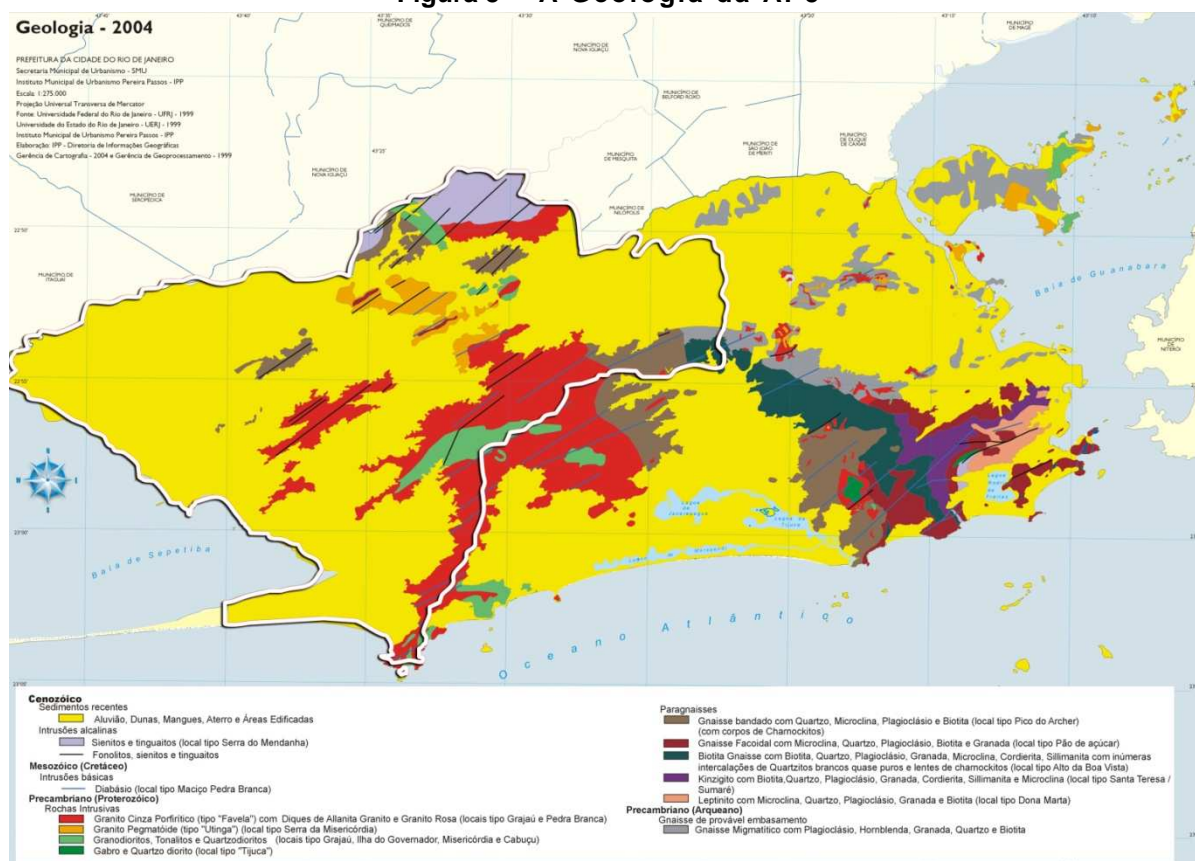 Geologia - 2004
PREFEITURA DA CIDADE DO RIO DE JANEIRO
Secretaria Municipal de Urbanismo - SMU
Instituto Municipal de Urbanismo Pereira Passos - IPP
Escala 1:275.000
Projeção Universal Transversa de Mercator
Fonte: Universidade Federal do Rio de Janeiro - UFRJ - 1999
Universidade do Estado do Rio de Janeiro - UERJ - 1999
Instituto Municipal de Urbanismo Pereira Passos - IPP
Elaboração: IPP - Diretoria de Informações Geográficas
Gerência de Cartografia - 2004 e Gerência de Geoprocessamento - 1999
MUNICÍPIO DE
QUEIMADOS
MUNICÍPIO DE
NOVA IGUAÇU
MUNICÍPIO DE
MAGÉ
MUNICÍPIO DE
BELFORD ROXO
MUNICÍPIO
DE DUQUE
DE CAXIAS
MUNICÍPIO DE
SÃO JOÃO
DE MERITI
MUNICÍPIO
DE MESQUITA
MUNICÍPIO DE
NOVA IGUAÇU
MUNICÍPIO DE
SEROPÉDICA
MUNICÍPIO DE
NILÓPOLIS
MUNICÍPIO DE
ITAGUAÍ
Baía de Guanabara
MUNICÍPIO
DE
NITERÓI
N
Lagoa de Jacarepaguá
Lagoa da Tijuca
Baía de Sepetiba
Oceano Atlântico
Cenozóico
Sedimentos recentes
Aluvião, Dunas, Mangues, Aterro e Áreas Edificadas
Intrusões alcalinas
Sienitos e tinguaitos (local tipo Serra do Mendanha)
Fonolitos, sienitos e tinguaitos
Mesozóico (Cretáceo)
Intrusões básicas
Diabásio (local tipo Maciço Pedra Branca)
Precambriano (Proterozóico)
Rochas Intrusivas
Granito Cinza Porfirítico (tipo "Favela") com Diques de Allanita Granito e Granito Rosa (locais tipo Grajaú e Pedra Branca)
Granito Pegmatóide (tipo "Utinga") (local tipo Serra da Misericórdia)
Granodioritos, Tonalitos e Quartzodioritos (locais tipo Grajaú, Ilha do Governador, Misericórdia e Cabuçu)
Gabro e Quartzo diorito (local tipo "Tijuca")
Paragnaisses
Gnaisse bandado com Quartzo, Microclina, Plagioclásio e Biotita (local tipo Pico do Archer)
(com corpos de Charnockitos)
Gnaisse Facoidal com Microclina, Quartzo, Plagioclásio, Biotita e Granada (local tipo Pão de açúcar)
Biotita Gnaisse com Biotita, Quartzo, Plagioclásio, Granada, Microclina, Cordierita, Sillimanita com inúmeras
intercalações de Quartzitos brancos quase puros e lentes de charnockitos (local tipo Alto da Boa Vista)
Kinzigito com Biotita,Quartzo, Plagioclásio, Granada, Cordierita, Sillimanita e Microclina (local tipo Santa Teresa /
Sumaré)
Leptinito com Microclina, Quartzo, Plagioclásio, Granada e Biotita (local tipo Dona Marta)
Precambriano (Arqueano)
Gnaisse de provável embasamento
Gnaisse Migmatítico com Plagioclásio, Hornblenda, Granada, Quartzo e Biotita